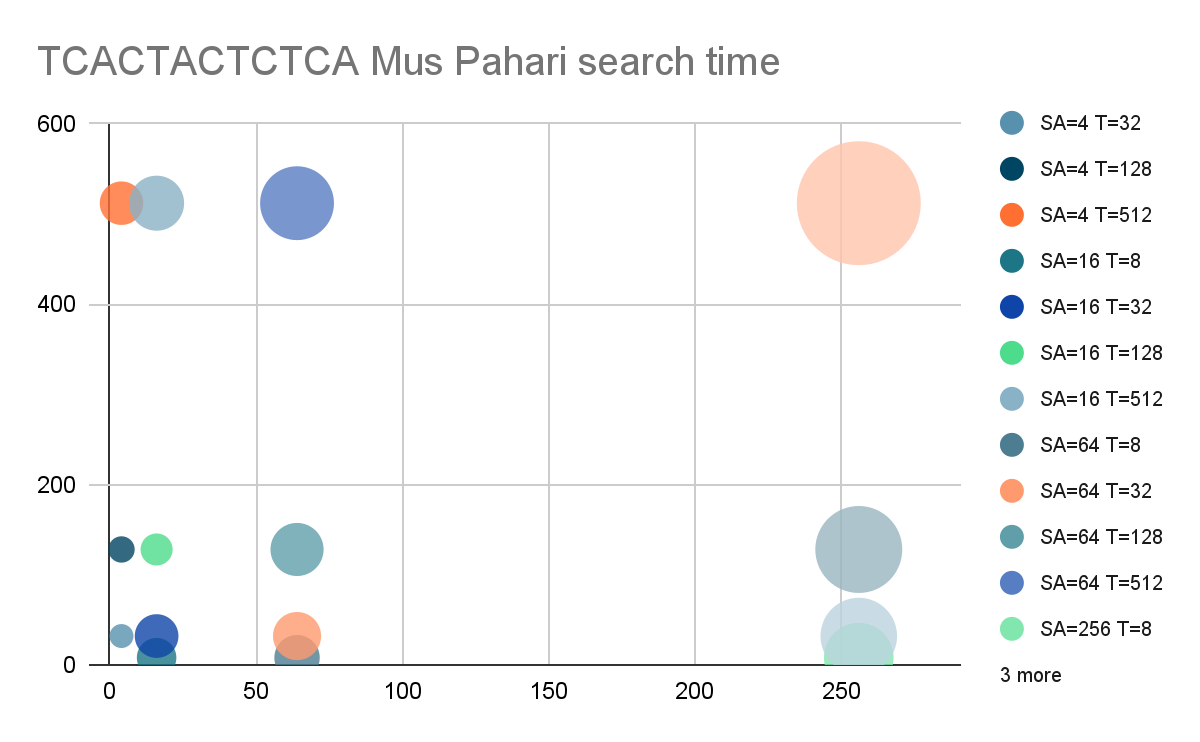 TCACTACTCTCA Mus Pahari search time
600
400
200
0
0
50
100
150
200
250
SA=4 T=32
SA=4 T=128
SA=4 T=512
SA=16 T=8
SA=16 T=32
SA=16 T=128
SA=16 T=512
SA=64 T=8
SA=64 T=32
SA=64 T=128
SA=64 T=512
SA=256 T=8
3 more